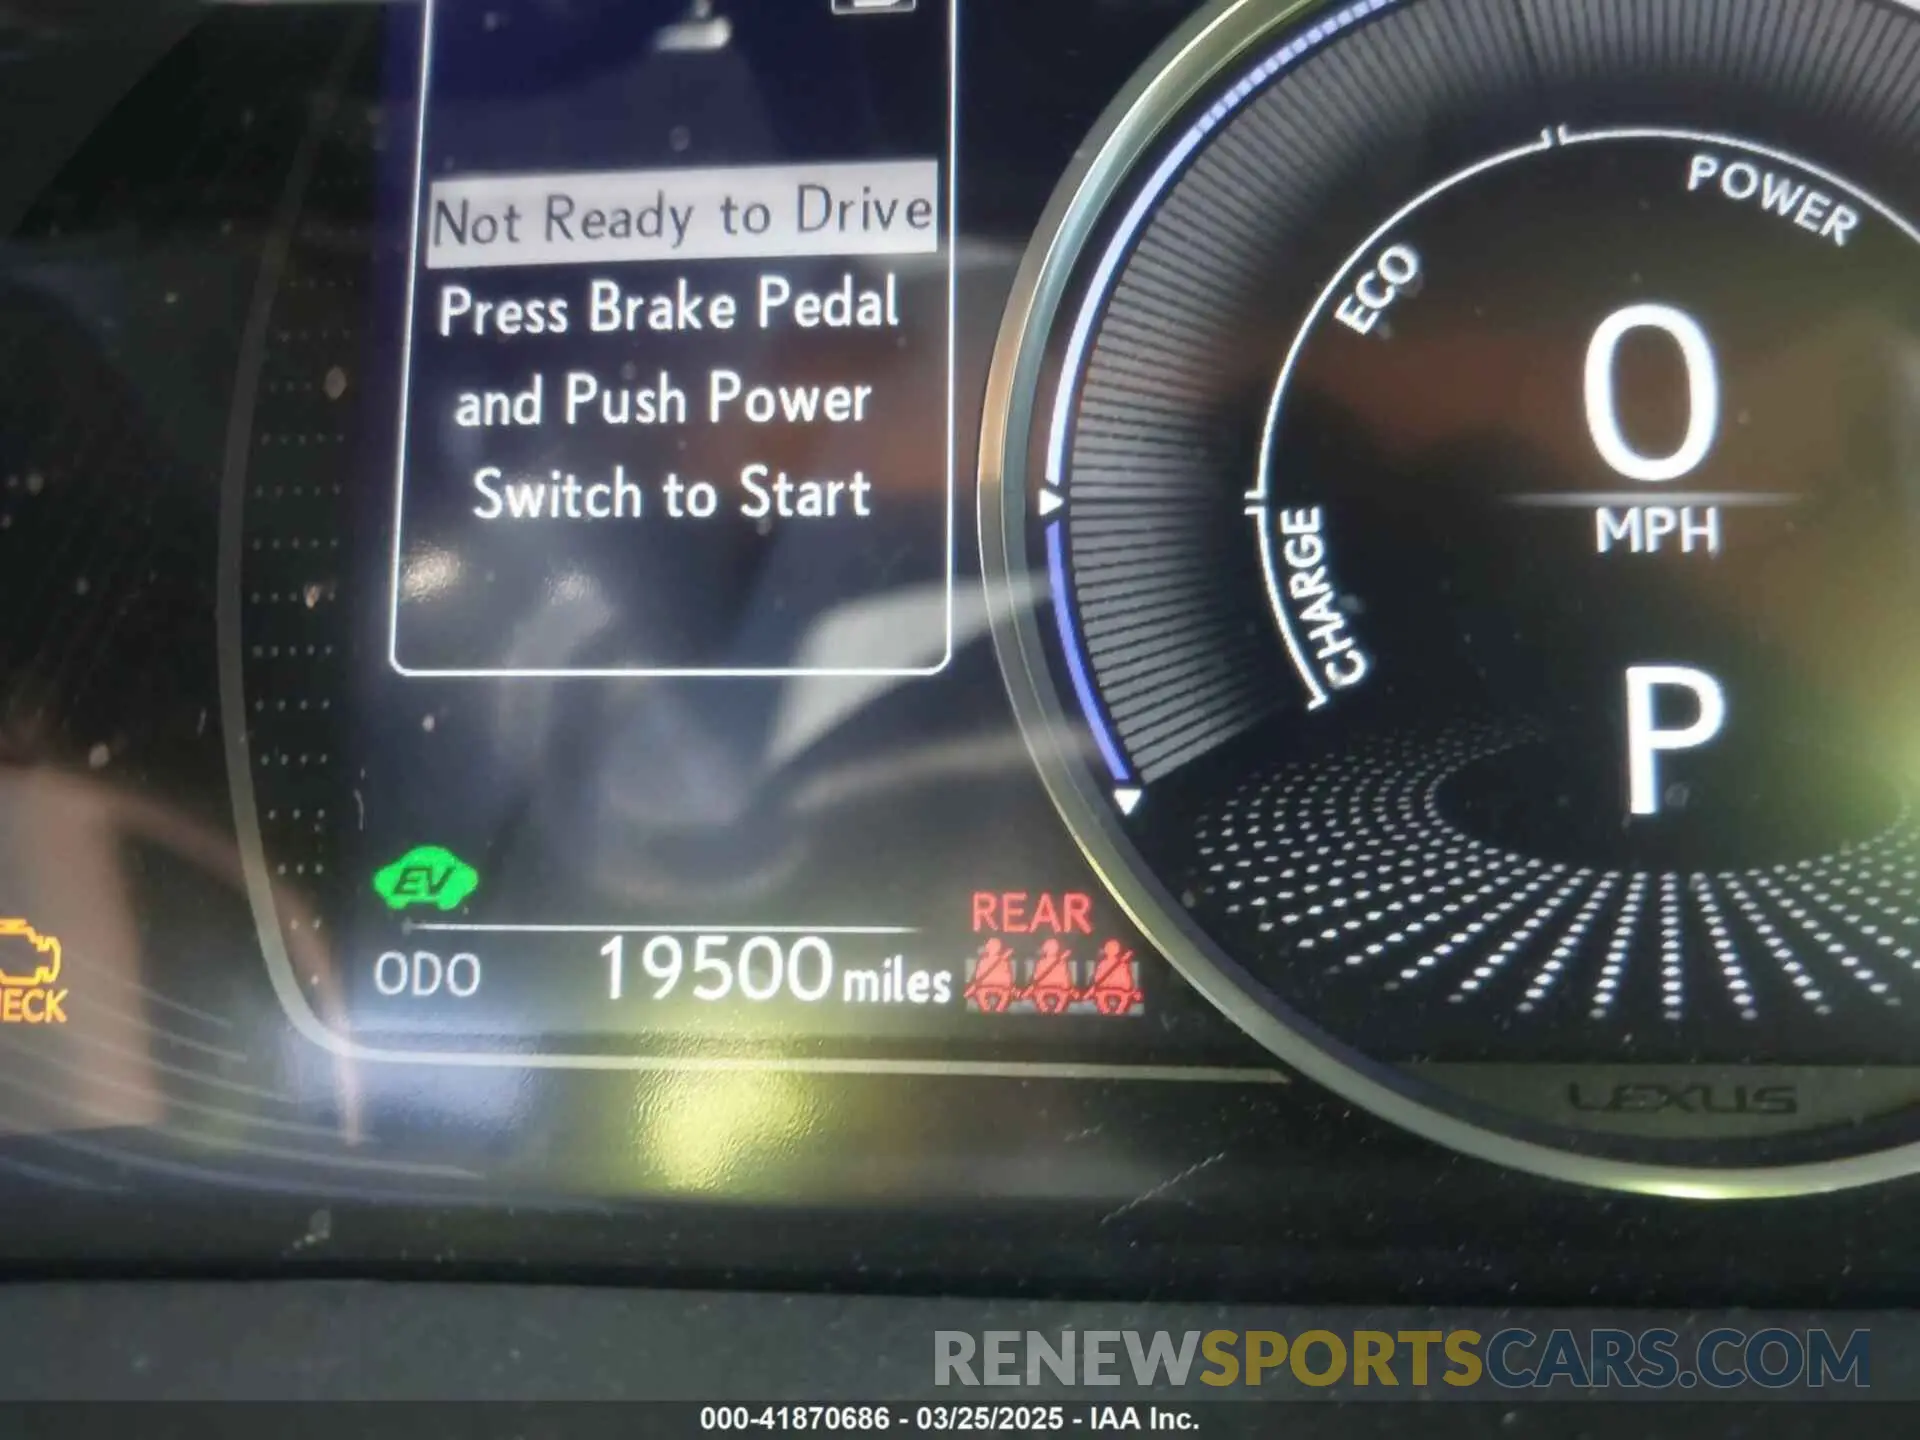 Not Ready to Drive
Press Brake Pedal
and Push Power
Switch to Start
POWER
ECO
CHARGE
0
MPH
P
EV
ODO 19500 miles
REAR
LEXUS
RENEWSPORTSCARS.COM
000-41870686 - 03/25/2025 - IAA Inc.